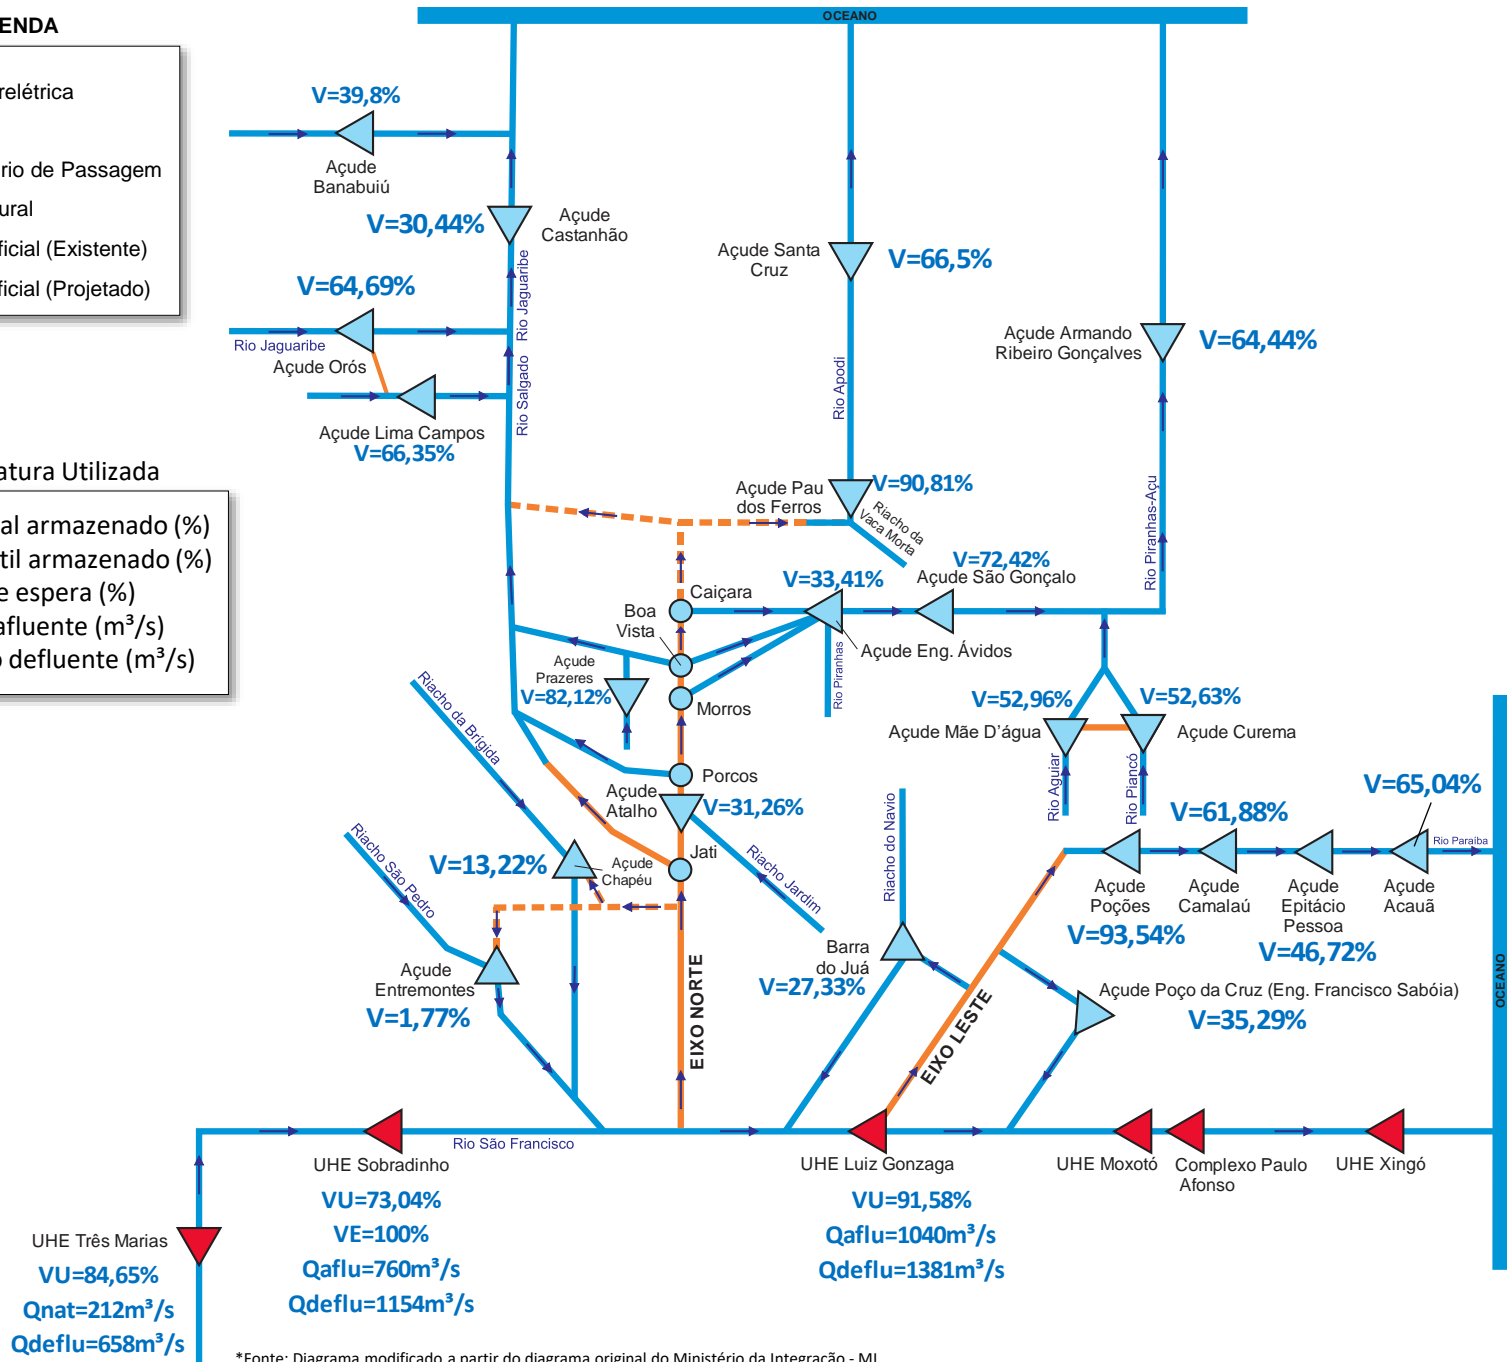 OCEANO
ENDA
relétrica
rio de Passagem
ural
ficial (Existente)
ficial (Projetado)
V=39,8%
Açude
Banabuiú
V=30,44%
Açude
Castanhão
V=64,69%
Rio Jaguaribe
Açude Orós
Rio Jaguaribe
Rio Salgado
Açude Lima Campos
V=66,35%
Açude Santa
Cruz
V=66,5%
Rio Apodi
Açude Armando
Ribeiro Gonçalves
V=64,44%
Rio Piranhas-Açu
atura Utilizada
al armazenado (%)
til armazenado (%)
e espera (%)
afluente (m³/s)
o defluente (m³/s)
Açude Pau
dos Ferros
V=90,81%
Riacho da
Vaca Morta
V=72,42%
Açude São Gonçalo
V=33,41%
Caiçara
Boa
Vista
Açude Eng. Ávidos
Rio Piranhas
Açude
Prazeres
V=82,12%
Morros
Riacho da Brígida
Porcos
Açude
Atalho
V=31,26%
Jati
Riacho Jardim
V=52,96%
V=52,63%
Açude Mãe D'água
Açude Curema
Rio Aguiar
Rio Piancó
V=65,04%
V=61,88%
Rio Paraíba
Açude
Poções
V=93,54%
Açude
Camalaú
Açude
Epitácio
Pessoa
V=46,72%
Açude
Acauã
Riacho São Pedro
V=13,22%
Açude
Chapéu
Riacho do Navio
Barra
do Juá
V=27,33%
Açude
Entremontes
V=1,77%
EIXO NORTE
EIXO LESTE
Açude Poço da Cruz (Eng. Francisco Sabóia)
V=35,29%
OCEANO
Rio São Francisco
UHE Sobradinho
VU=73,04%
VE=100%
Qaflu=760m³/s
Qdeflu=1154m³/s
UHE Luiz Gonzaga
VU=91,58%
Qaflu=1040m³/s
Qdeflu=1381m³/s
UHE Moxotó
Complexo Paulo
Afonso
UHE Xingó
UHE Três Marias
VU=84,65%
Qnat=212m³/s
Qdeflu=658m³/s
*Fonte: Diagrama modificado a partir do diagrama original do Ministério da Integração - MI